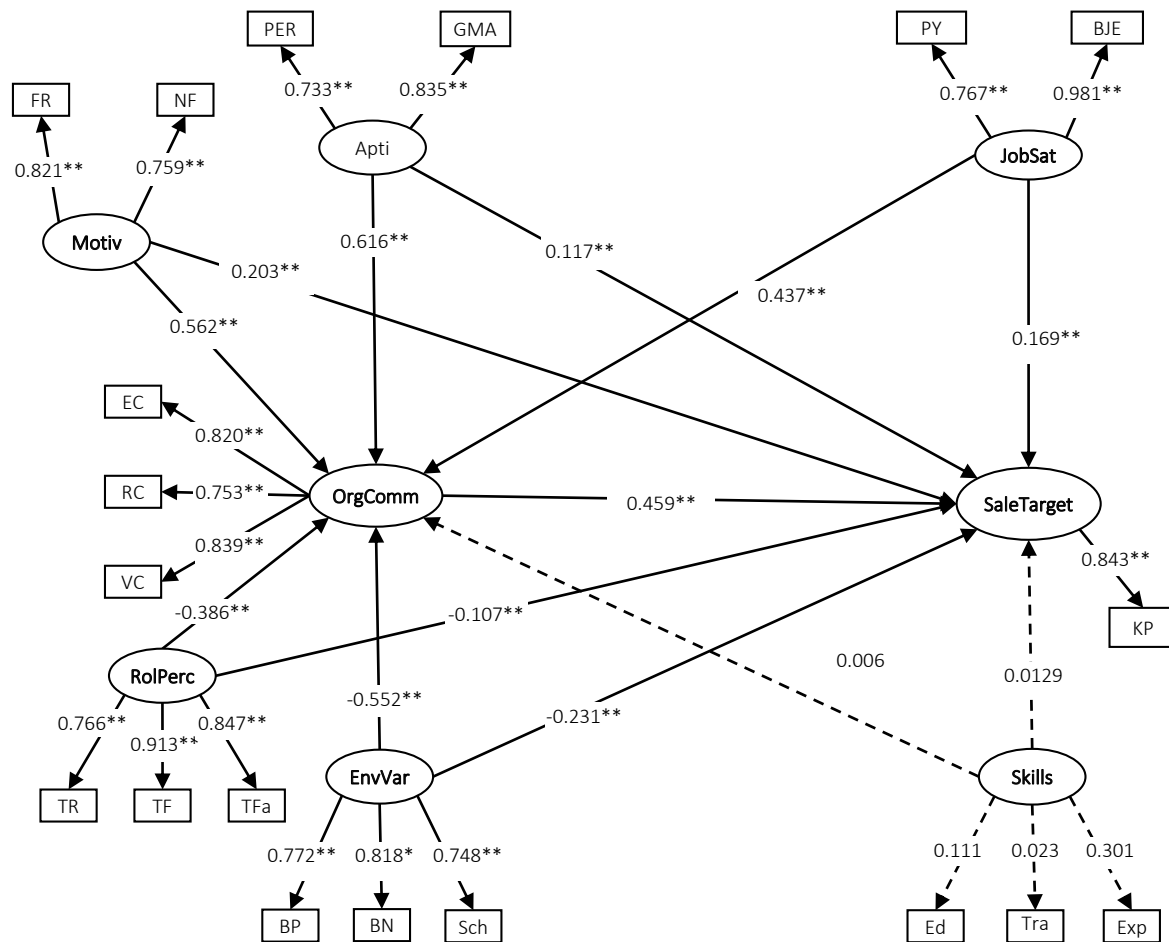 PER
GMA
PY
BJE
0.733**
0.835**
0.767**
0.981**
FR
NF
Apti
JobSat
0.821**
0.759**
Motiv
0.616**
0.117**
0.203**
0.437**
0.562**
0.169**
EC
0.820**
RC
0.753**
OrgComm
0.459**
SaleTarget
0.839**
VC
0.843**
-0.386**
-0.107**
KP
RolPerc
0.006
0.0129
-0.552**
-0.231**
0.766**
0.913**
0.847**
EnvVar
Skills
TR
TF
TFa
0.772**
0.818*
0.748**
0.111
0.023
0.301
BP
BN
Sch
Ed
Tra
Exp